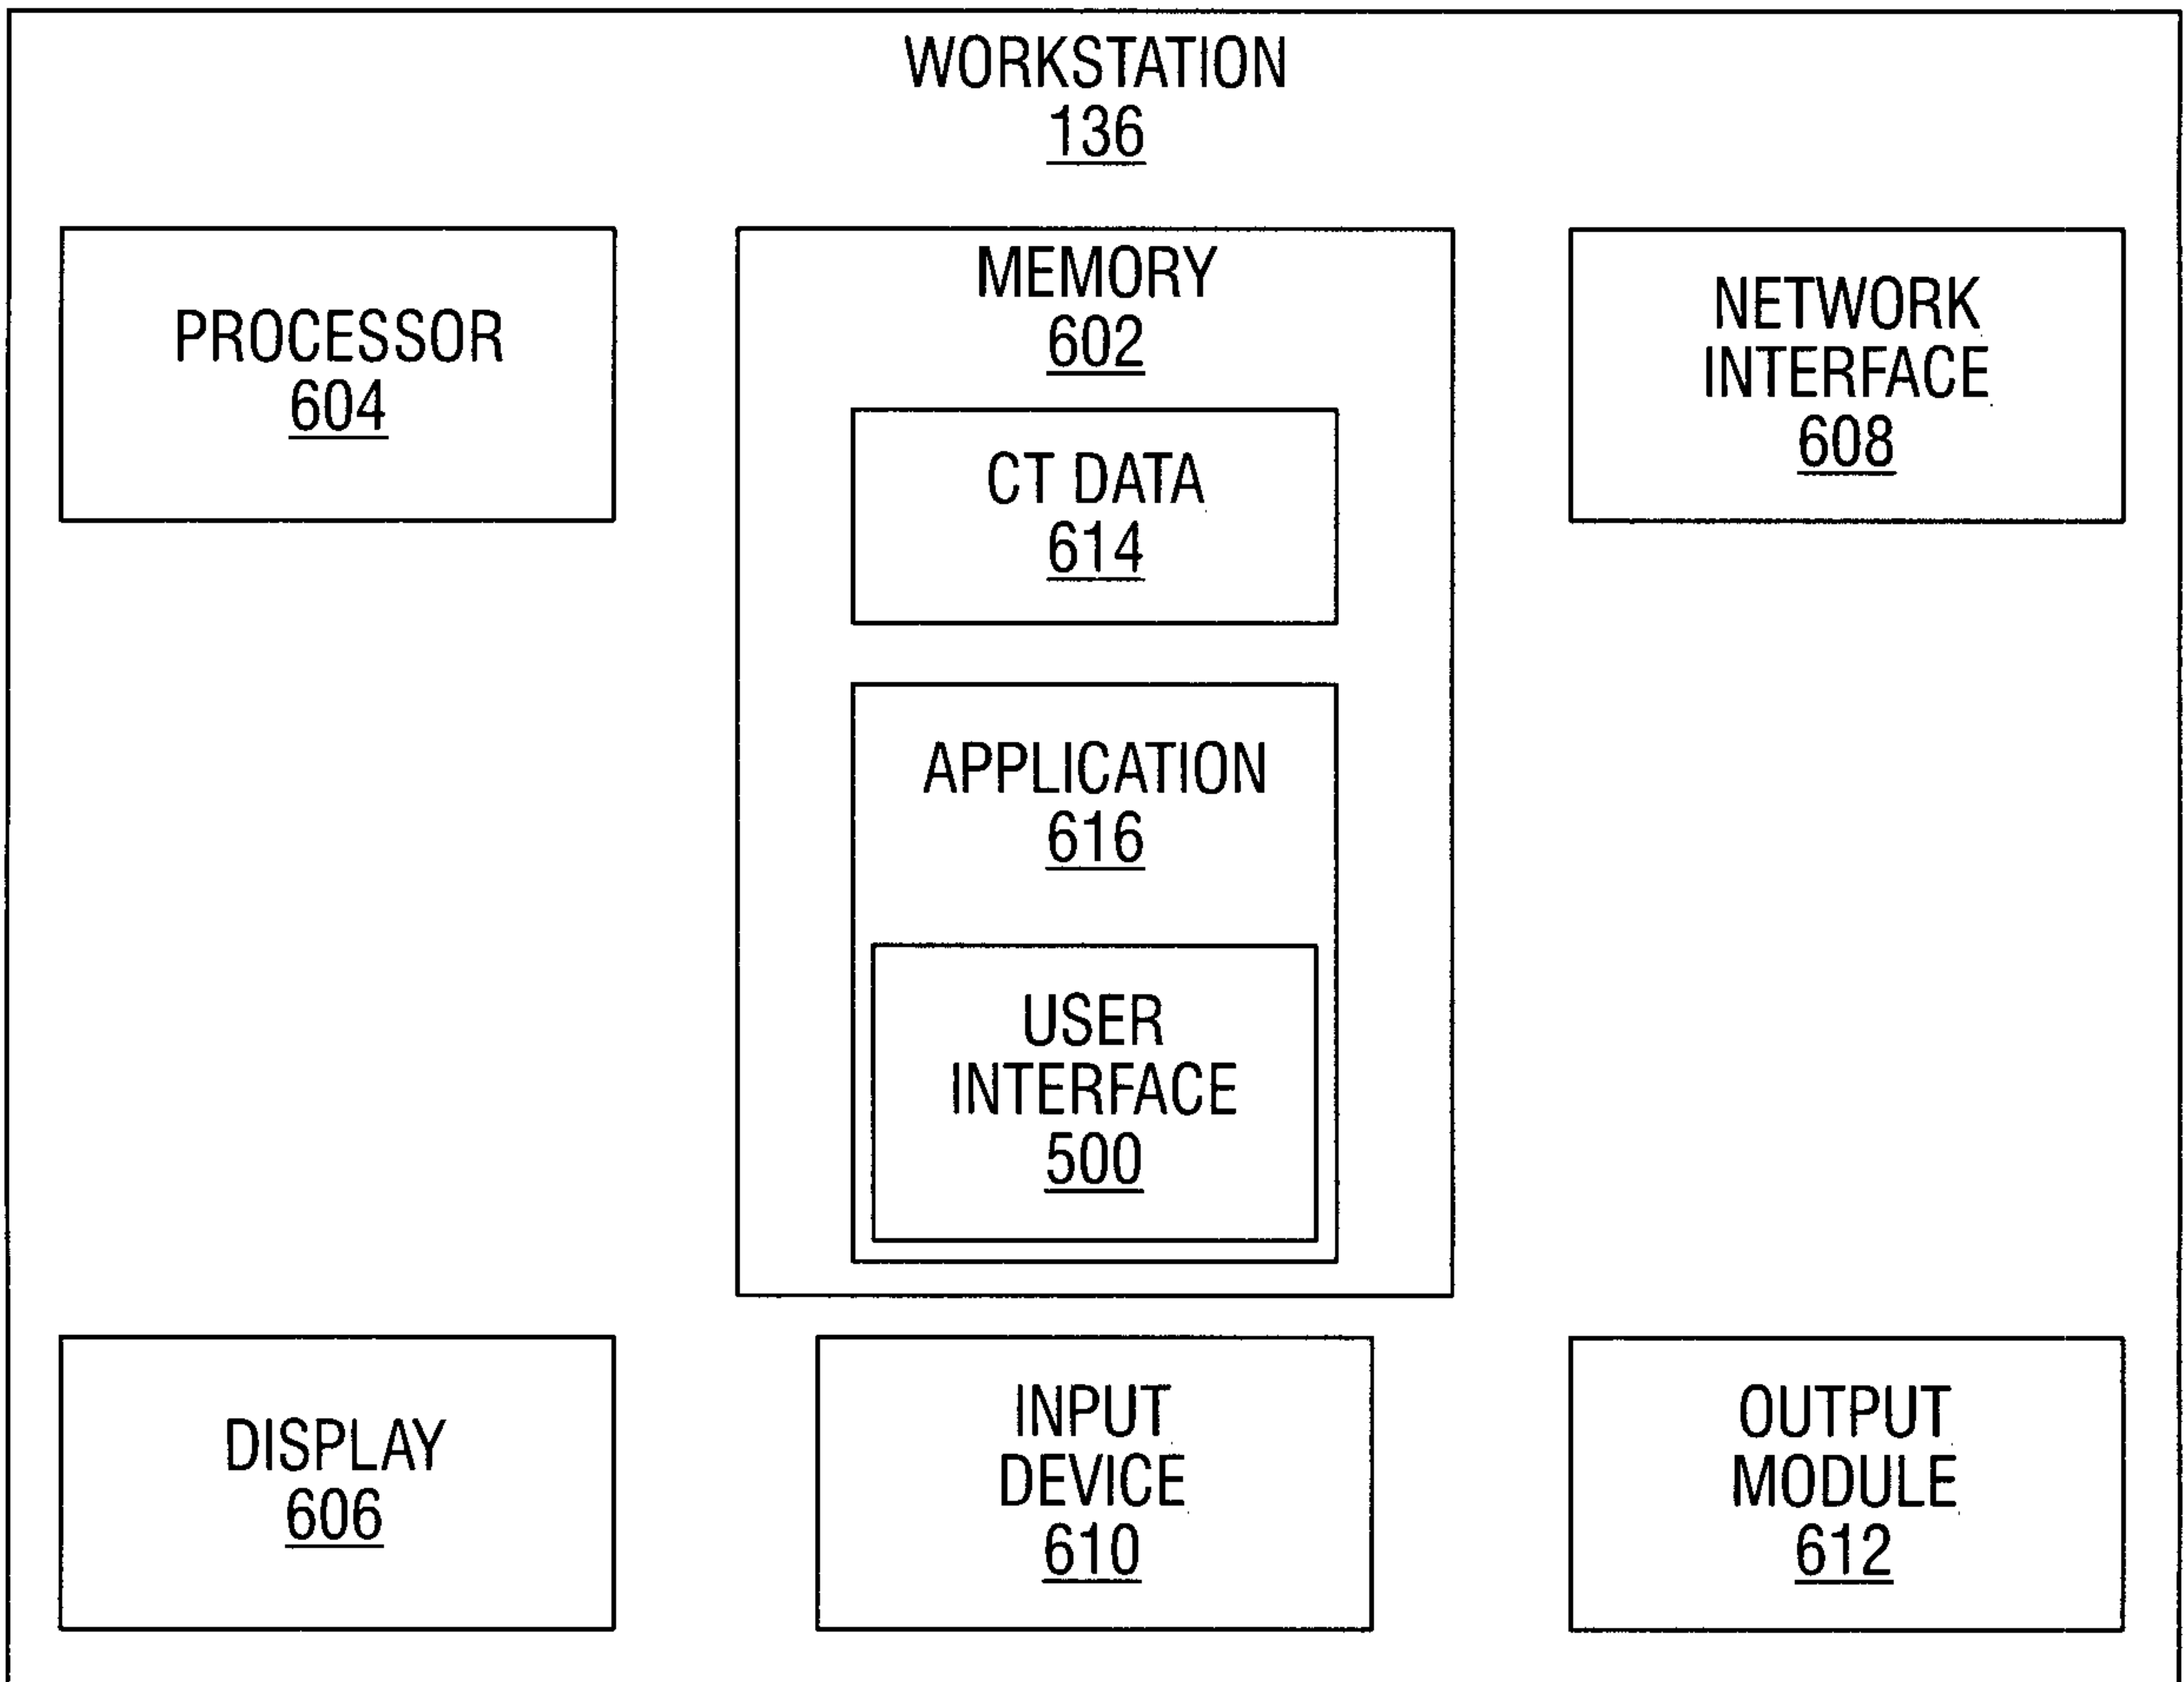 WORKSTATION
136
PROCESSOR
604
MEMORY
602
CT DATA
614
APPLICATION
616
USER
INTERFACE
500
NETWORK
INTERFACE
608
DISPLAY
606
INPUT
DEVICE
610
OUTPUT
MODULE
612